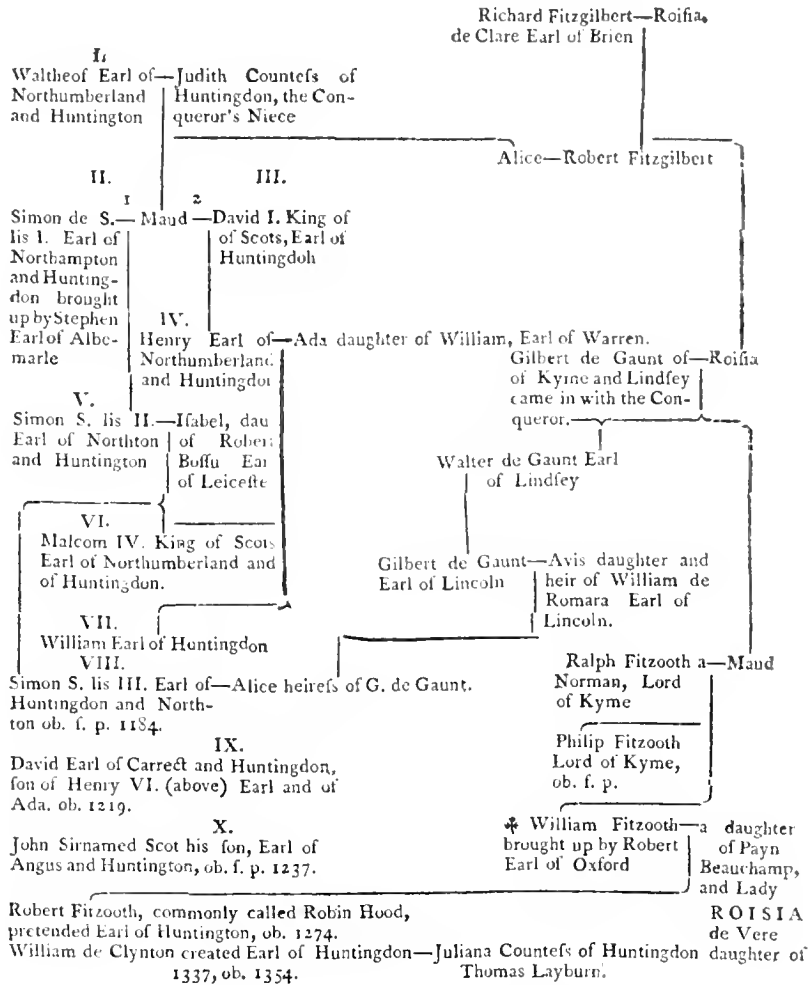 Richard Fitzgilbert—Roiſia.
de Clare Earl of Brien
I.
Waltheof Earl of—Judith Counteſs of
Northumberland Huntingdon, the Con-
and Huntington queror's Niece
Alice—Robert Fitzgilbert
II. III.
1 2
Simon de S.—Maud—David I. King of
lis I. Earl of of Scots, Earl of
Northampton Huntingdoh
and Hunting-
don brought
up by Stephen
Earl of Albe-
marle
IV.
Henry Earl of—Ada daughter of William, Earl of Warren.
Northumberland
and Huntingdor
Gilbert de Gaunt of—Roiſia
of Kyme and Lindſey
came in with the Con-
queror.
V.
Simon S. lis II.—Iſabel, dau
Earl of Northton of Rober
and Huntington Boſſu Ear
of Leiceſte
Walter de Gaunt Earl
of Lindſey
VI.
Malcom IV. King of Scots
Earl of Northumberland and
of Huntingdon.
Gilbert de Gaunt—Avis daughter and
Earl of Lincoln heir of William de
Romara Earl of
Lincoln.
VII.
William Earl of Huntingdon
VIII.
Simon S. lis III. Earl of—Alice heireſs of G. de Gaunt.
Huntingdon and North-
ton ob. ſ. p. 1184.
Ralph Fitzooth a—Maud
Norman, Lord
of Kyme
Philip Fitzooth
Lord of Kyme,
ob. ſ. p.
IX.
David Earl of Carrect and Huntingdon,
ſon of Henry VI. (above) Earl and of
Ada. ob. 1219.
X.
John Sirnamed Scot his ſon, Earl of
Angus and Huntington, ob. ſ. p. 1237.
☘ William Fitzooth—a daughter
brought up by Robert of Payn
Earl of Oxford Beauchamp,
and Lady
ROISIA
de Vere
daughter of
Robert Fitzooth, commonly called Robin Hood,
pretended Earl of Huntington, ob. 1274.
William de Clynton created Earl of Huntingdon—Juliana Counteſs of Huntingdon
1337, ob. 1354. Thomas Layburn.